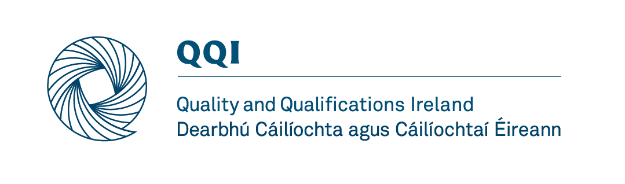 QQI
Quality and Qualifications Ireland
Dearbhú Cáilíochta agus Cáilíochtaí Éireann